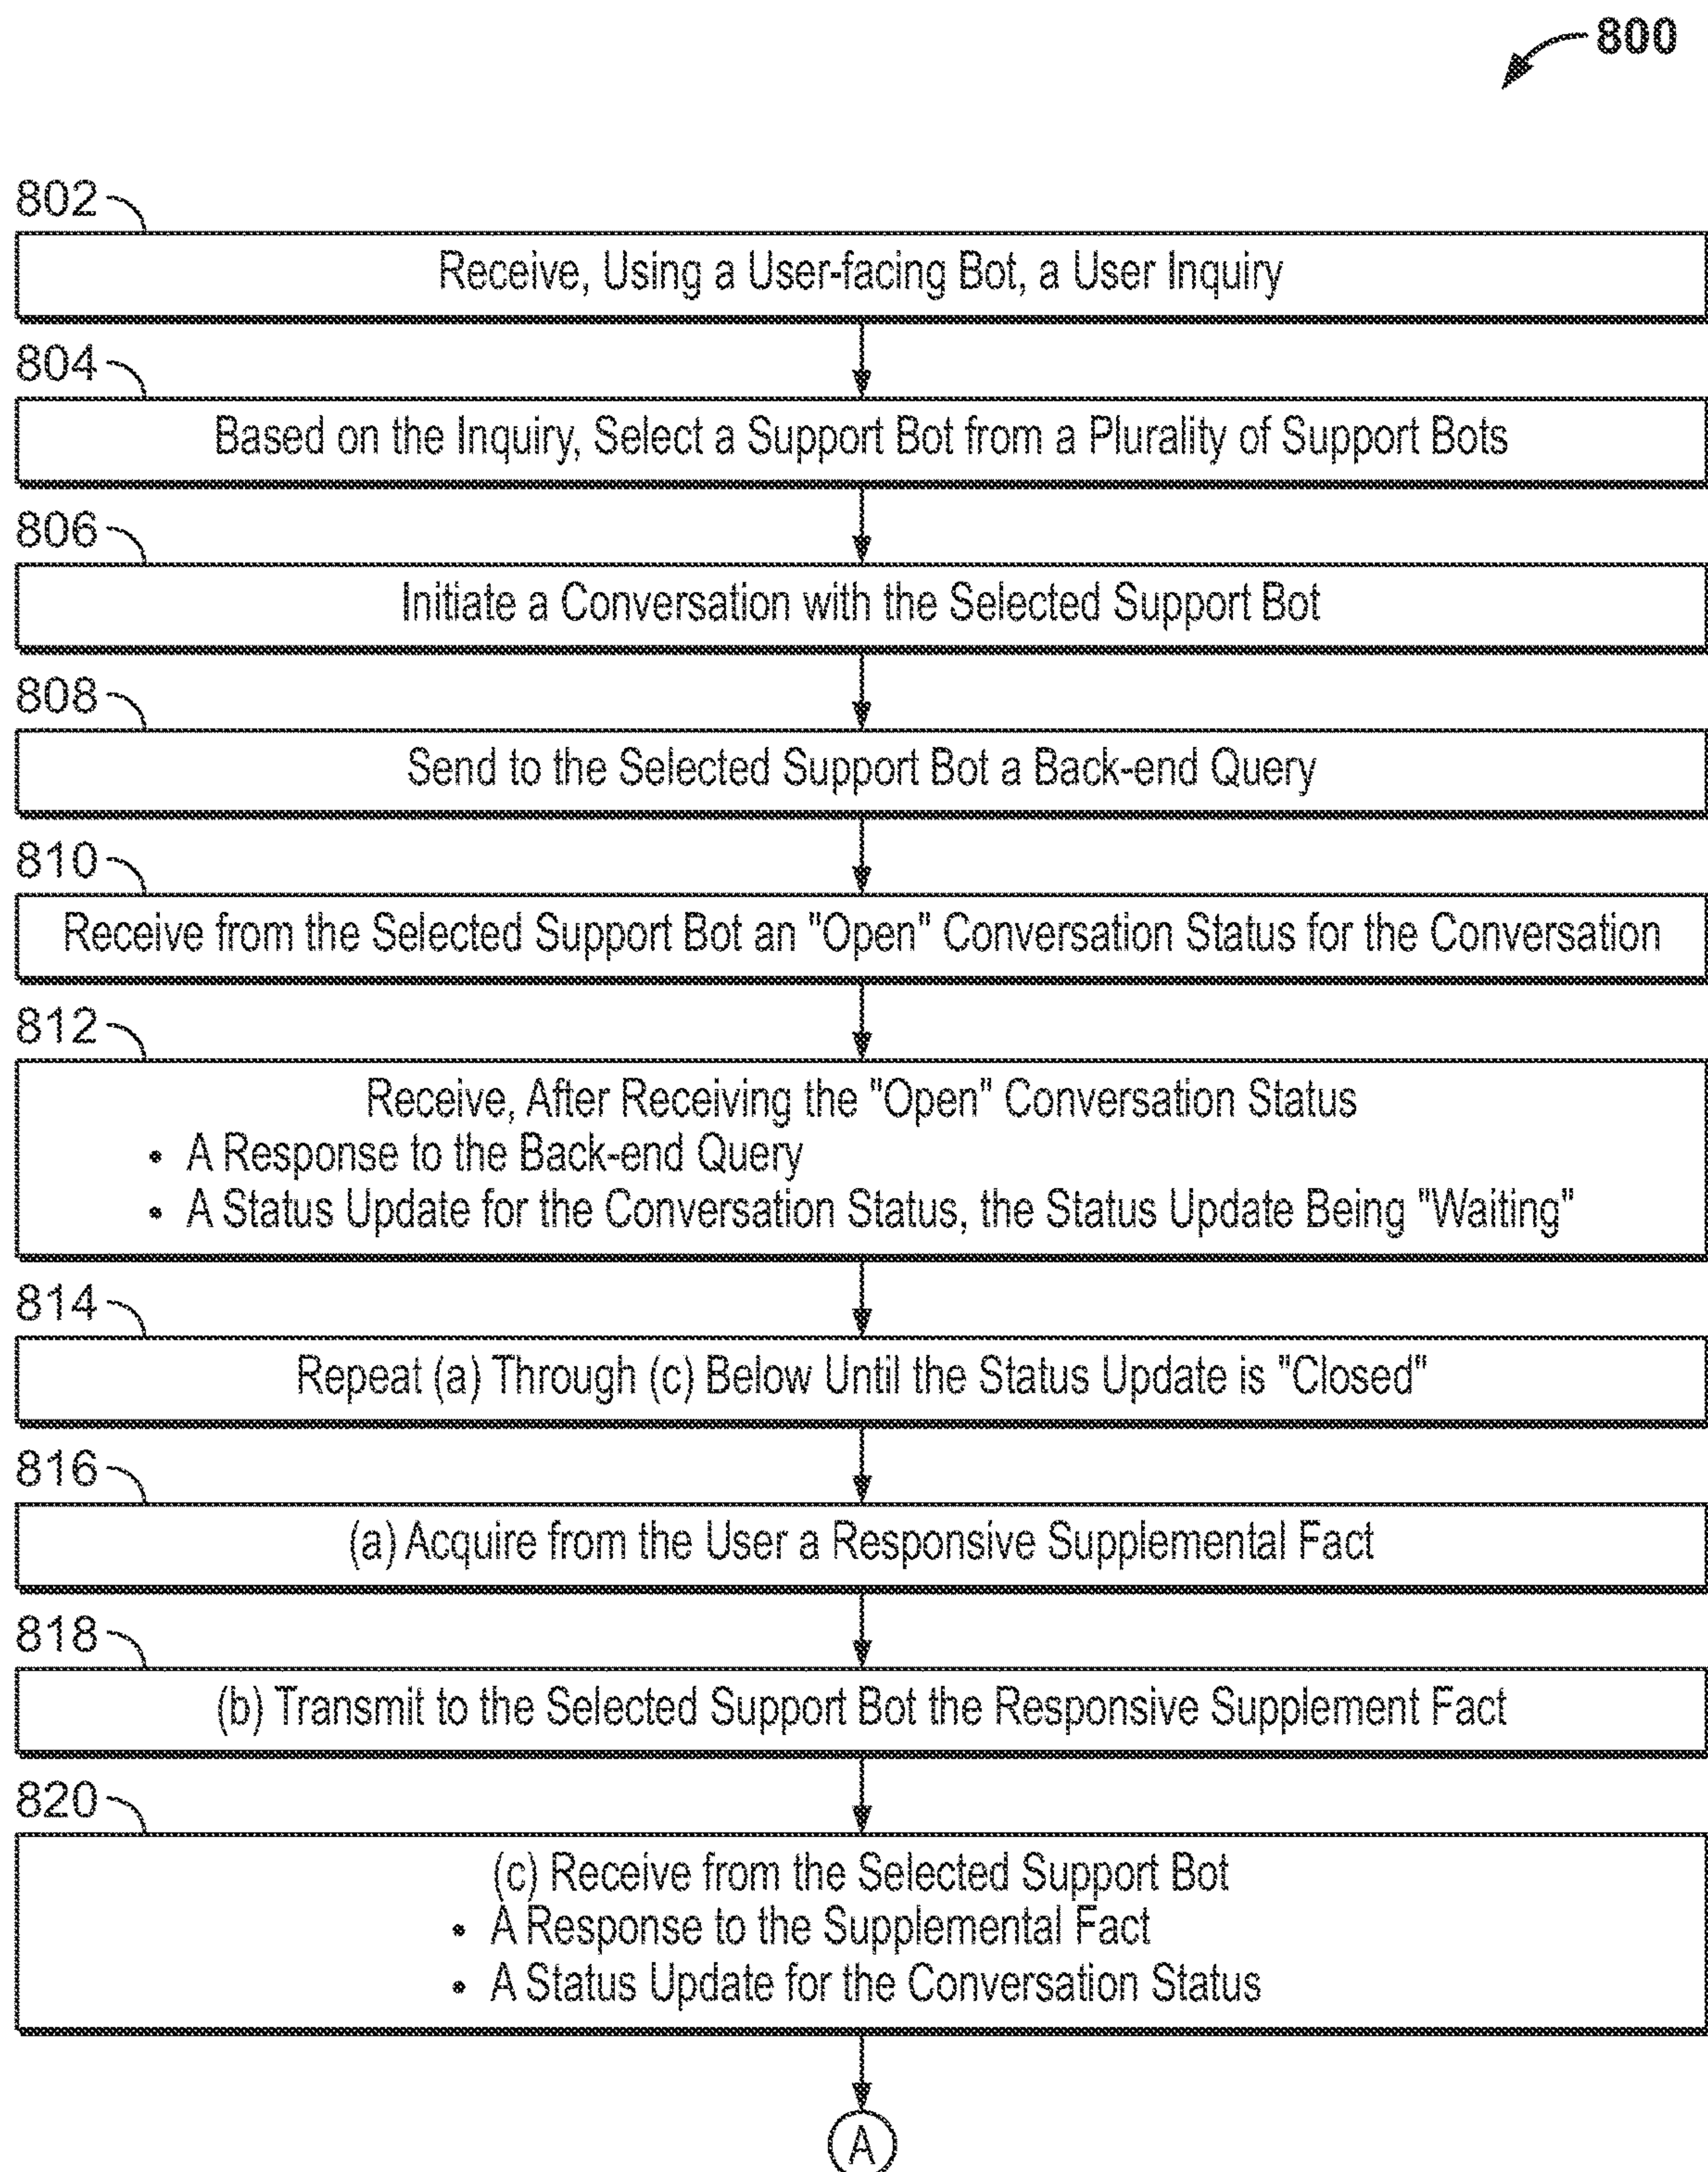 800
802
Receive, Using a User-facing Bot, a User Inquiry
804
Based on the Inquiry, Select a Support Bot from a Plurality of Support Bots
806
Initiate a Conversation with the Selected Support Bot
808
Send to the Selected Support Bot a Back-end Query
810
Receive from the Selected Support Bot an "Open" Conversation Status for the Conversation
812
Receive, After Receiving the "Open" Conversation Status
• A Response to the Back-end Query
• A Status Update for the Conversation Status, the Status Update Being "Waiting"
814
Repeat (a) Through (c) Below Until the Status Update is "Closed"
816
(a) Acquire from the User a Responsive Supplemental Fact
818
(b) Transmit to the Selected Support Bot the Responsive Supplement Fact
820
(c) Receive from the Selected Support Bot
• A Response to the Supplemental Fact
• A Status Update for the Conversation Status
A